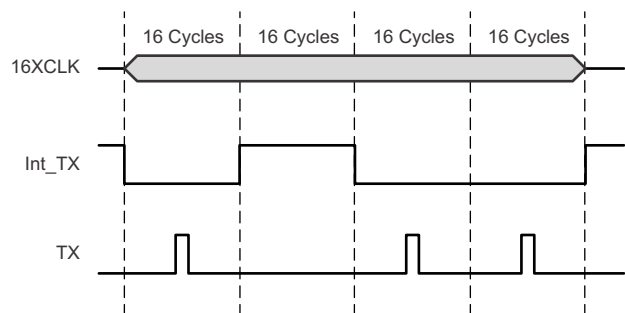 16 Cycles 16 Cycles 16 Cycles 16 Cycles
16XCLK
Int_TX
TX